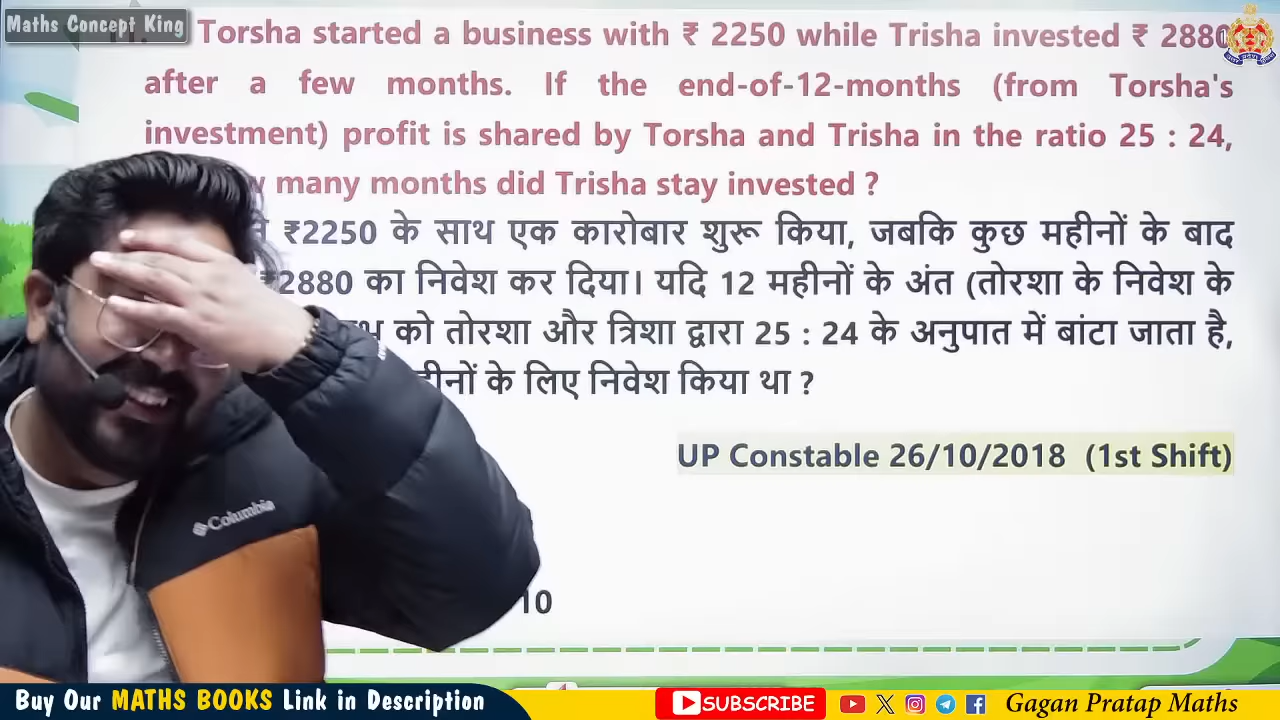 Maths Concept King
Torsha started a business with ₹ 2250 while Trisha invested ₹ 2880
after a few months. If the end-of-12-months (from Torsha's
investment) profit is shared by Torsha and Trisha in the ratio 25 : 24,
many months did Trisha stay invested ?
₹2250 के साथ एक कारोबार शुरू किया, जबकि कुछ महीनों के बाद
₹2880 का निवेश कर दिया। यदि 12 महीनों के अंत (तोरशा के निवेश के
को तोरशा और त्रिशा द्वारा 25 : 24 के अनुपात में बांटा जाता है,
के लिए निवेश किया था ?
UP Constable 26/10/2018 (1st Shift)
Columbia
10
Buy Our MATHS BOOKS Link in Description
SUBSCRIBE
Gagan Pratap Maths